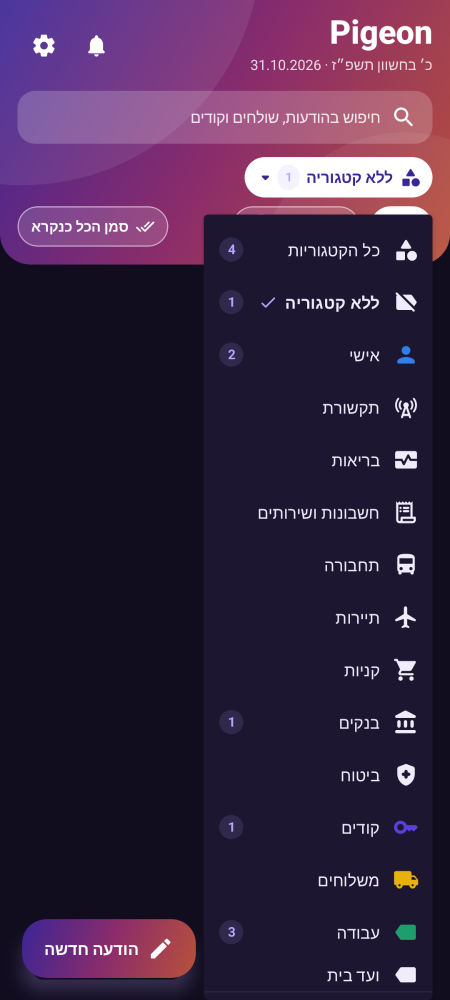 Pigeon
כ׳ בחשוון תשפ״ז · 31.10.2026
חיפוש בהודעות, שולחים וקודים
ללא קטגוריה 1
סמן הכל כנקרא
כל הקטגוריות 4
ללא קטגוריה 1
אישי 2
תקשורת
בריאות
חשבונות ושירותים
תחבורה
תיירות
קניות
בנקים 1
ביטוח
קודים 1
משלוחים
עבודה 3
ועד בית
הודעה חדשה